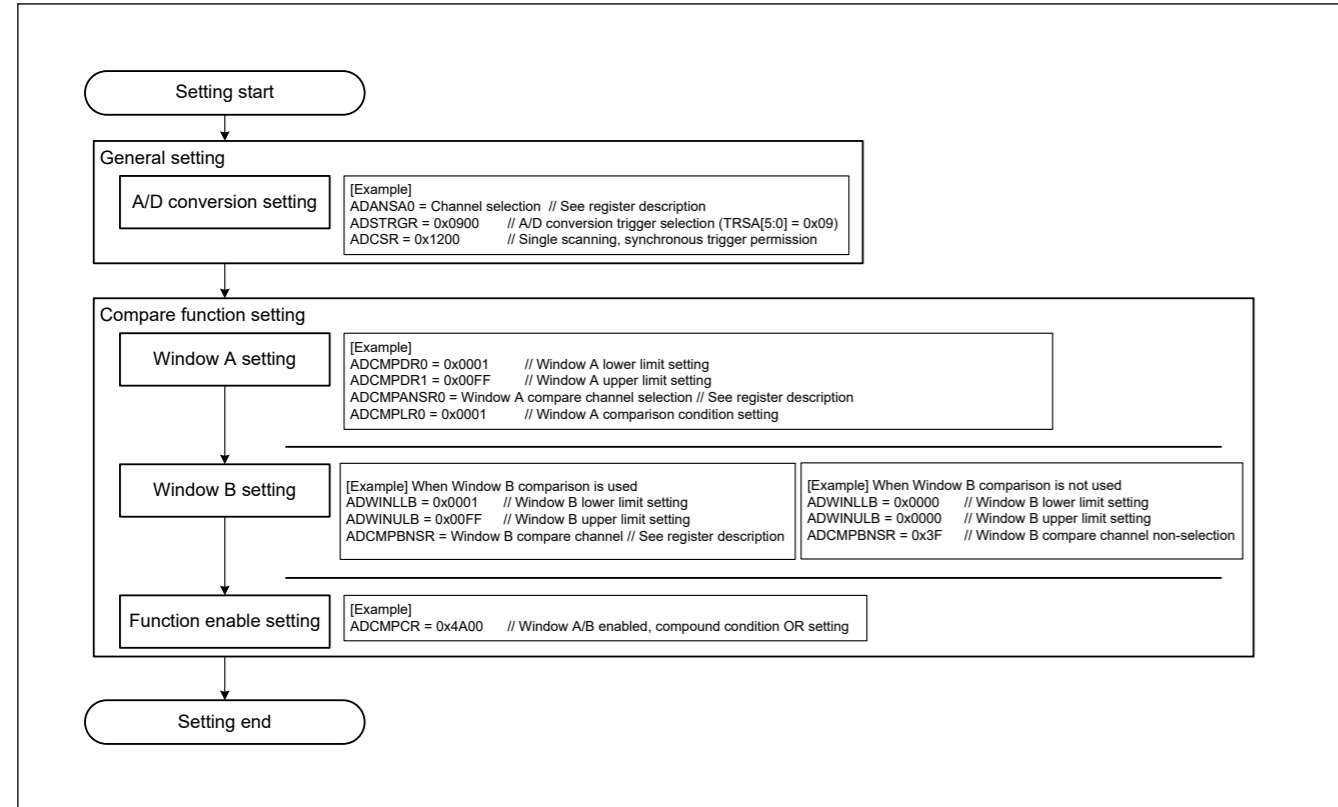 Setting start
General setting
A/D conversion setting
[Example]
ADANSA0 = Channel selection // See register description
ADSTRGR = 0x0900 // A/D conversion trigger selection (TRSA[5:0] = 0x09)
ADCSR = 0x1200 // Single scanning, synchronous trigger permission
Compare function setting
Window A setting
[Example]
ADCMPDR0 = 0x0001 // Window A lower limit setting
ADCMPDR1 = 0x00FF // Window A upper limit setting
ADCMPANSR0 = Window A compare channel selection // See register description
ADCMPLR0 = 0x0001 // Window A comparison condition setting
Window B setting
[Example] When Window B comparison is used
ADWINLLB = 0x0001 // Window B lower limit setting
ADWINULB = 0x00FF // Window B upper limit setting
ADCMPBNSR = Window B compare channel // See register description
[Example] When Window B comparison is not used
ADWINLLB = 0x0000 // Window B lower limit setting
ADWINULB = 0x0000 // Window B upper limit setting
ADCMPBNSR = 0x3F // Window B compare channel non-selection
Function enable setting
[Example]
ADCMPCR = 0x4A00 // Window A/B enabled, compound condition OR setting
Setting end